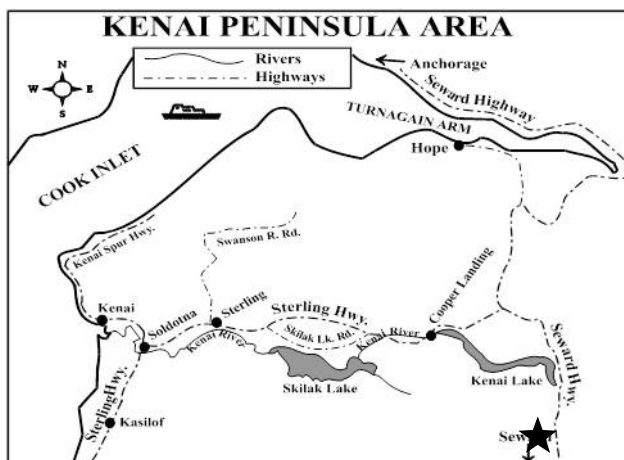 KENAI PENINSULA AREA
Rivers
Highways
N
W E
S
Anchorage
Seward Highway
TURNAGAIN ARM
Hope
COOK INLET
Kenai Spur Hwy.
Swanson R. Rd.
Kenai
Soldotna
Sterling
Sterling Hwy.
Skilak Lk. Rd.
Kenai River
Kenai River
Cooper Landing
Skilak Lake
Kenai Lake
Seward Hwy.
Sterling Hwy.
Kasilof